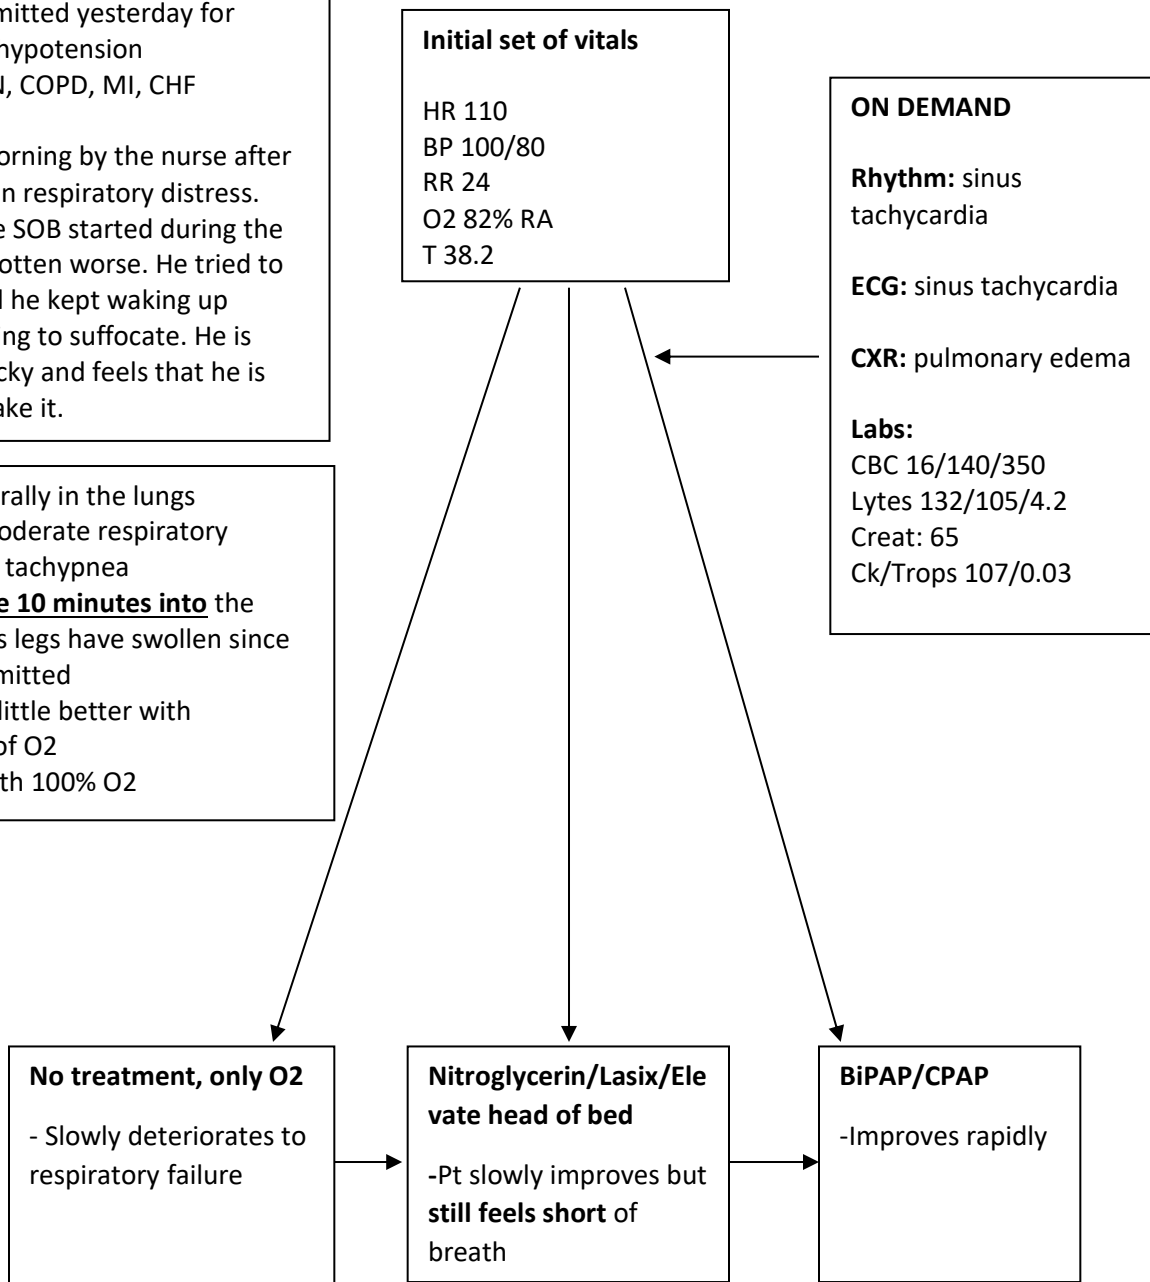 mitted yesterday for
hypotension
N, COPD, MI, CHF
orning by the nurse after
in respiratory distress.
e SOB started during the
otten worse. He tried to
d he kept waking up
ing to suffocate. He is
cky and feels that he is
ake it.
rally in the lungs
oderate respiratory
tachypnea
e 10 minutes into the
s legs have swollen since
mitted
little better with
of O2
th 100% O2
Initial set of vitals
HR 110
BP 100/80
RR 24
O2 82% RA
T 38.2
ON DEMAND
Rhythm: sinus
tachycardia
ECG: sinus tachycardia
CXR: pulmonary edema
Labs:
CBC 16/140/350
Lytes 132/105/4.2
Creat: 65
Ck/Trops 107/0.03
No treatment, only O2
- Slowly deteriorates to
respiratory failure
Nitroglycerin/Lasix/Ele
vate head of bed
-Pt slowly improves but
still feels short of
breath
BiPAP/CPAP
-Improves rapidly